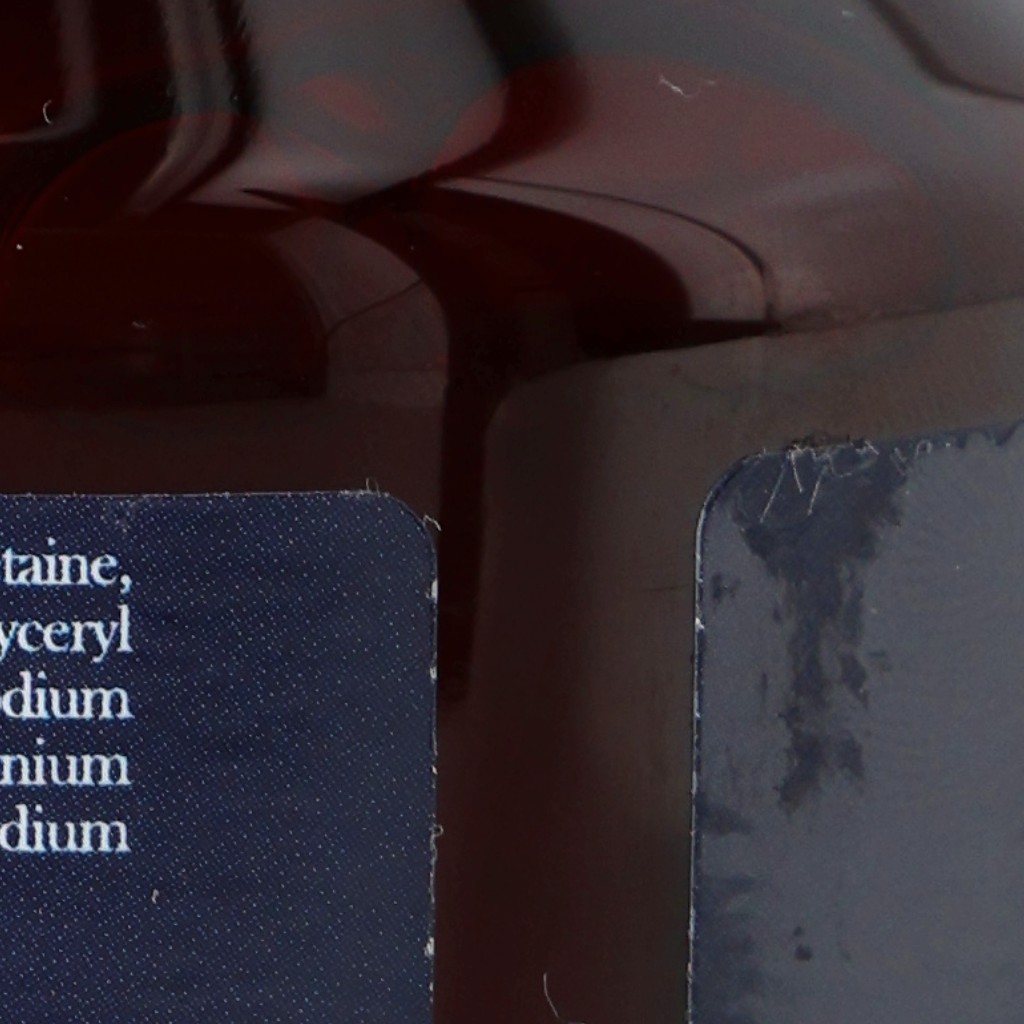 taine,
yceryl
odium
nium
dium